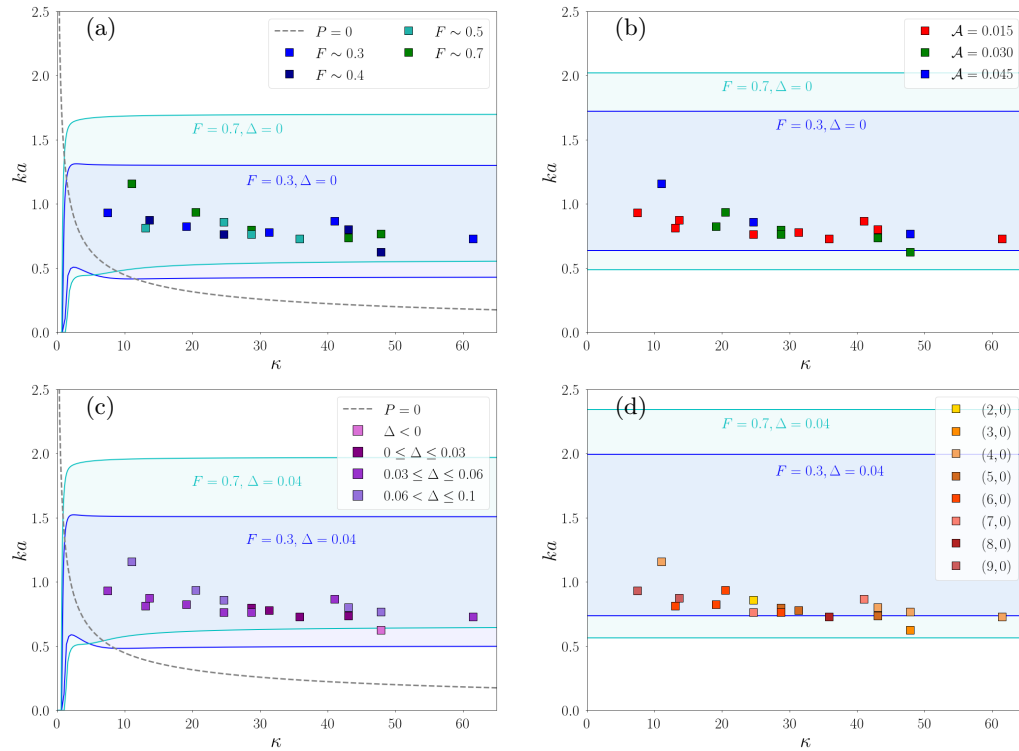 (a)
P = 0
F ∼ 0.3
F ∼ 0.4
F ∼ 0.5
F ∼ 0.7
F = 0.7, Δ = 0
F = 0.3, Δ = 0
2.5
2.0
1.5
1.0
0.5
0.0
ka
0 10 20 30 40 50 60
κ
(b)
𝒜 = 0.015
𝒜 = 0.030
𝒜 = 0.045
F = 0.7, Δ = 0
F = 0.3, Δ = 0
2.5
2.0
1.5
1.0
0.5
0.0
ka
0 10 20 30 40 50 60
κ
(c)
P = 0
Δ < 0
0 ≤ Δ ≤ 0.03
0.03 ≤ Δ ≤ 0.06
0.06 < Δ ≤ 0.1
F = 0.7, Δ = 0.04
F = 0.3, Δ = 0.04
2.5
2.0
1.5
1.0
0.5
0.0
ka
0 10 20 30 40 50 60
κ
(d)
(2, 0)
(3, 0)
(4, 0)
(5, 0)
(6, 0)
(7, 0)
(8, 0)
(9, 0)
F = 0.7, Δ = 0.04
F = 0.3, Δ = 0.04
2.5
2.0
1.5
1.0
0.5
0.0
ka
0 10 20 30 40 50 60
κ